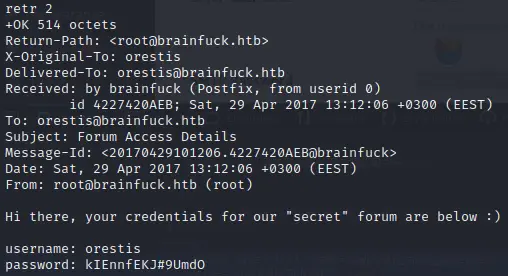 retr 2
+OK 514 octets
Return-Path: <root@brainfuck.htb>
X-Original-To: orestis
Delivered-To: orestis@brainfuck.htb
Received: by brainfuck (Postfix, from userid 0)
        id 4227420AEB; Sat, 29 Apr 2017 13:12:06 +0300 (EEST)
To: orestis@brainfuck.htb
Subject: Forum Access Details
Message-Id: <20170429101206.4227420AEB@brainfuck>
Date: Sat, 29 Apr 2017 13:12:06 +0300 (EEST)
From: root@brainfuck.htb (root)

Hi there, your credentials for our "secret" forum are below :)

username: orestis
password: kIEnnfEKJ#9UmdO